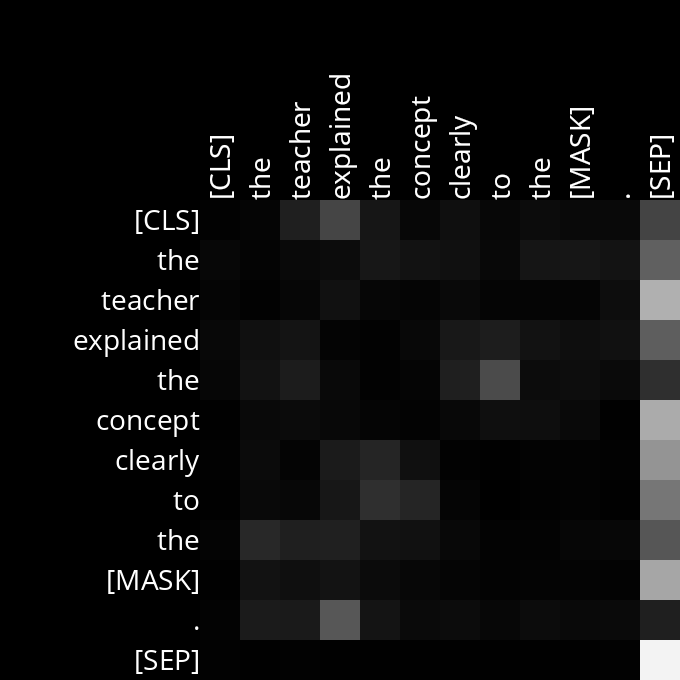 [CLS] the teacher explained the concept clearly to the [MASK] . [SEP]
[CLS]
the
teacher
explained
the
concept
clearly
to
the
[MASK]
.
[SEP]